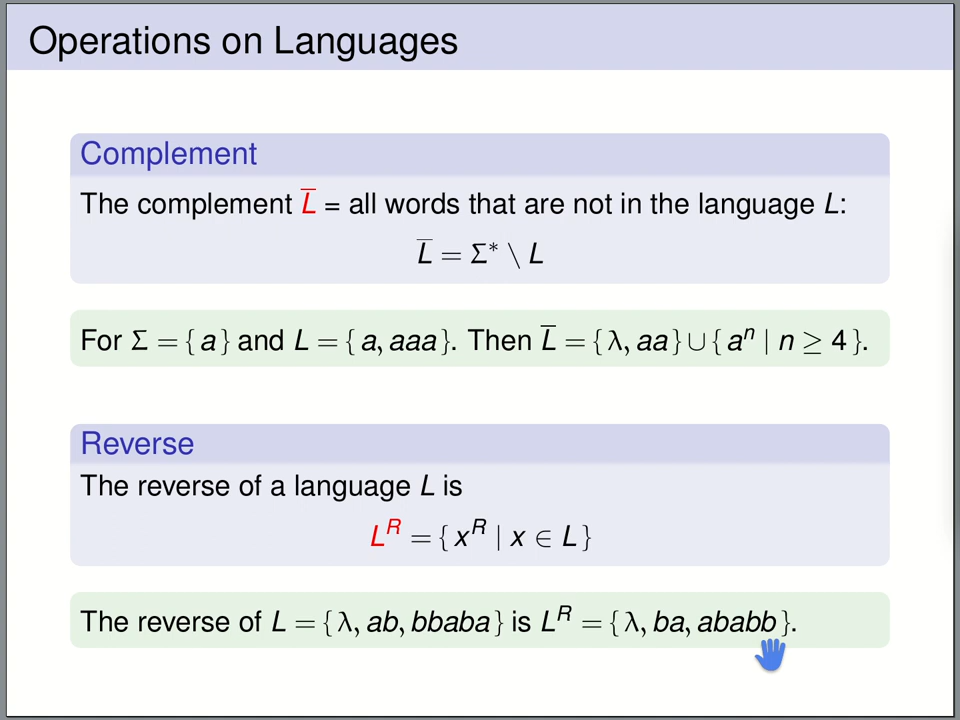 Operations on Languages
Complement
The complement L̅ = all words that are not in the language L:
L̅ = Σ* \ L
For Σ = {a} and L = {a, aaa}. Then L̅ = {λ, aa} ∪ {aⁿ | n ≥ 4}.
Reverse
The reverse of a language L is
Lᴿ = {xᴿ | x ∈ L}
The reverse of L = {λ, ab, bbaba} is Lᴿ = {λ, ba, ababb}.